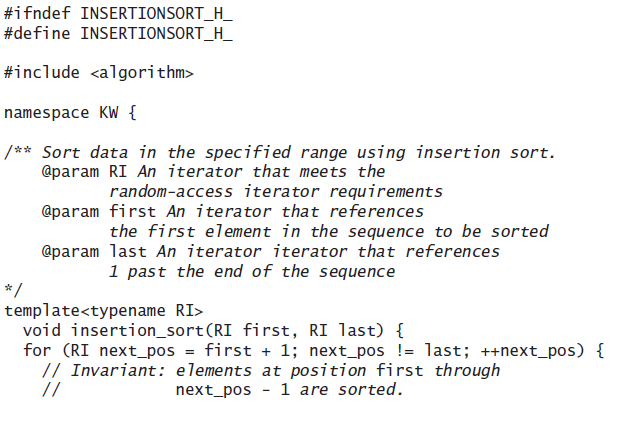 #ifndef INSERTIONSORT_H_
#define INSERTIONSORT_H_
#include <algorithm>
namespace KW {
/** Sort data in the specified range using insertion sort.
@param RI An iterator that meets the
random-access iterator requirements
@param first An iterator that references
the first element in the sequence to be sorted
@param last An iterator iterator that references
1 past the end of the sequence
*/
template<typename RI>
void insertion_sort(RI first, RI last) {
for (RI next_pos = first + 1; next_pos != last; ++next_pos) {
// Invariant: elements at position first through
// next_pos - 1 are sorted.